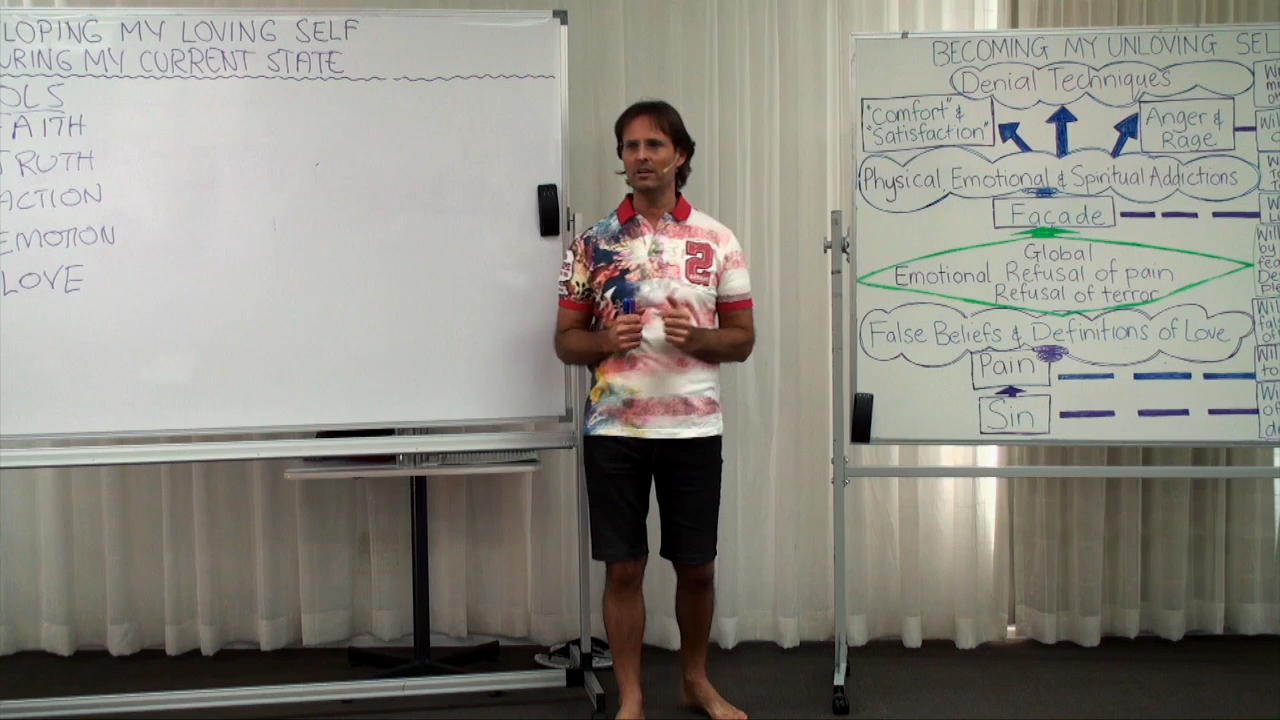 LOPING MY LOVING SELF
URING MY CURRENT STATE
OLS
FAITH
TRUTH
ACTION
EMOTION
LOVE
2
BECOMING MY UNLOVING SEL
Denial Techniques
"Comfort" &
"Satisfaction"
Anger &
Rage
Physical Emotional & Spiritual Addictions
Façade
Global
Emotional Refusal of pain
Refusal of terror
False Beliefs & Definitions of Love
Pain
Sin